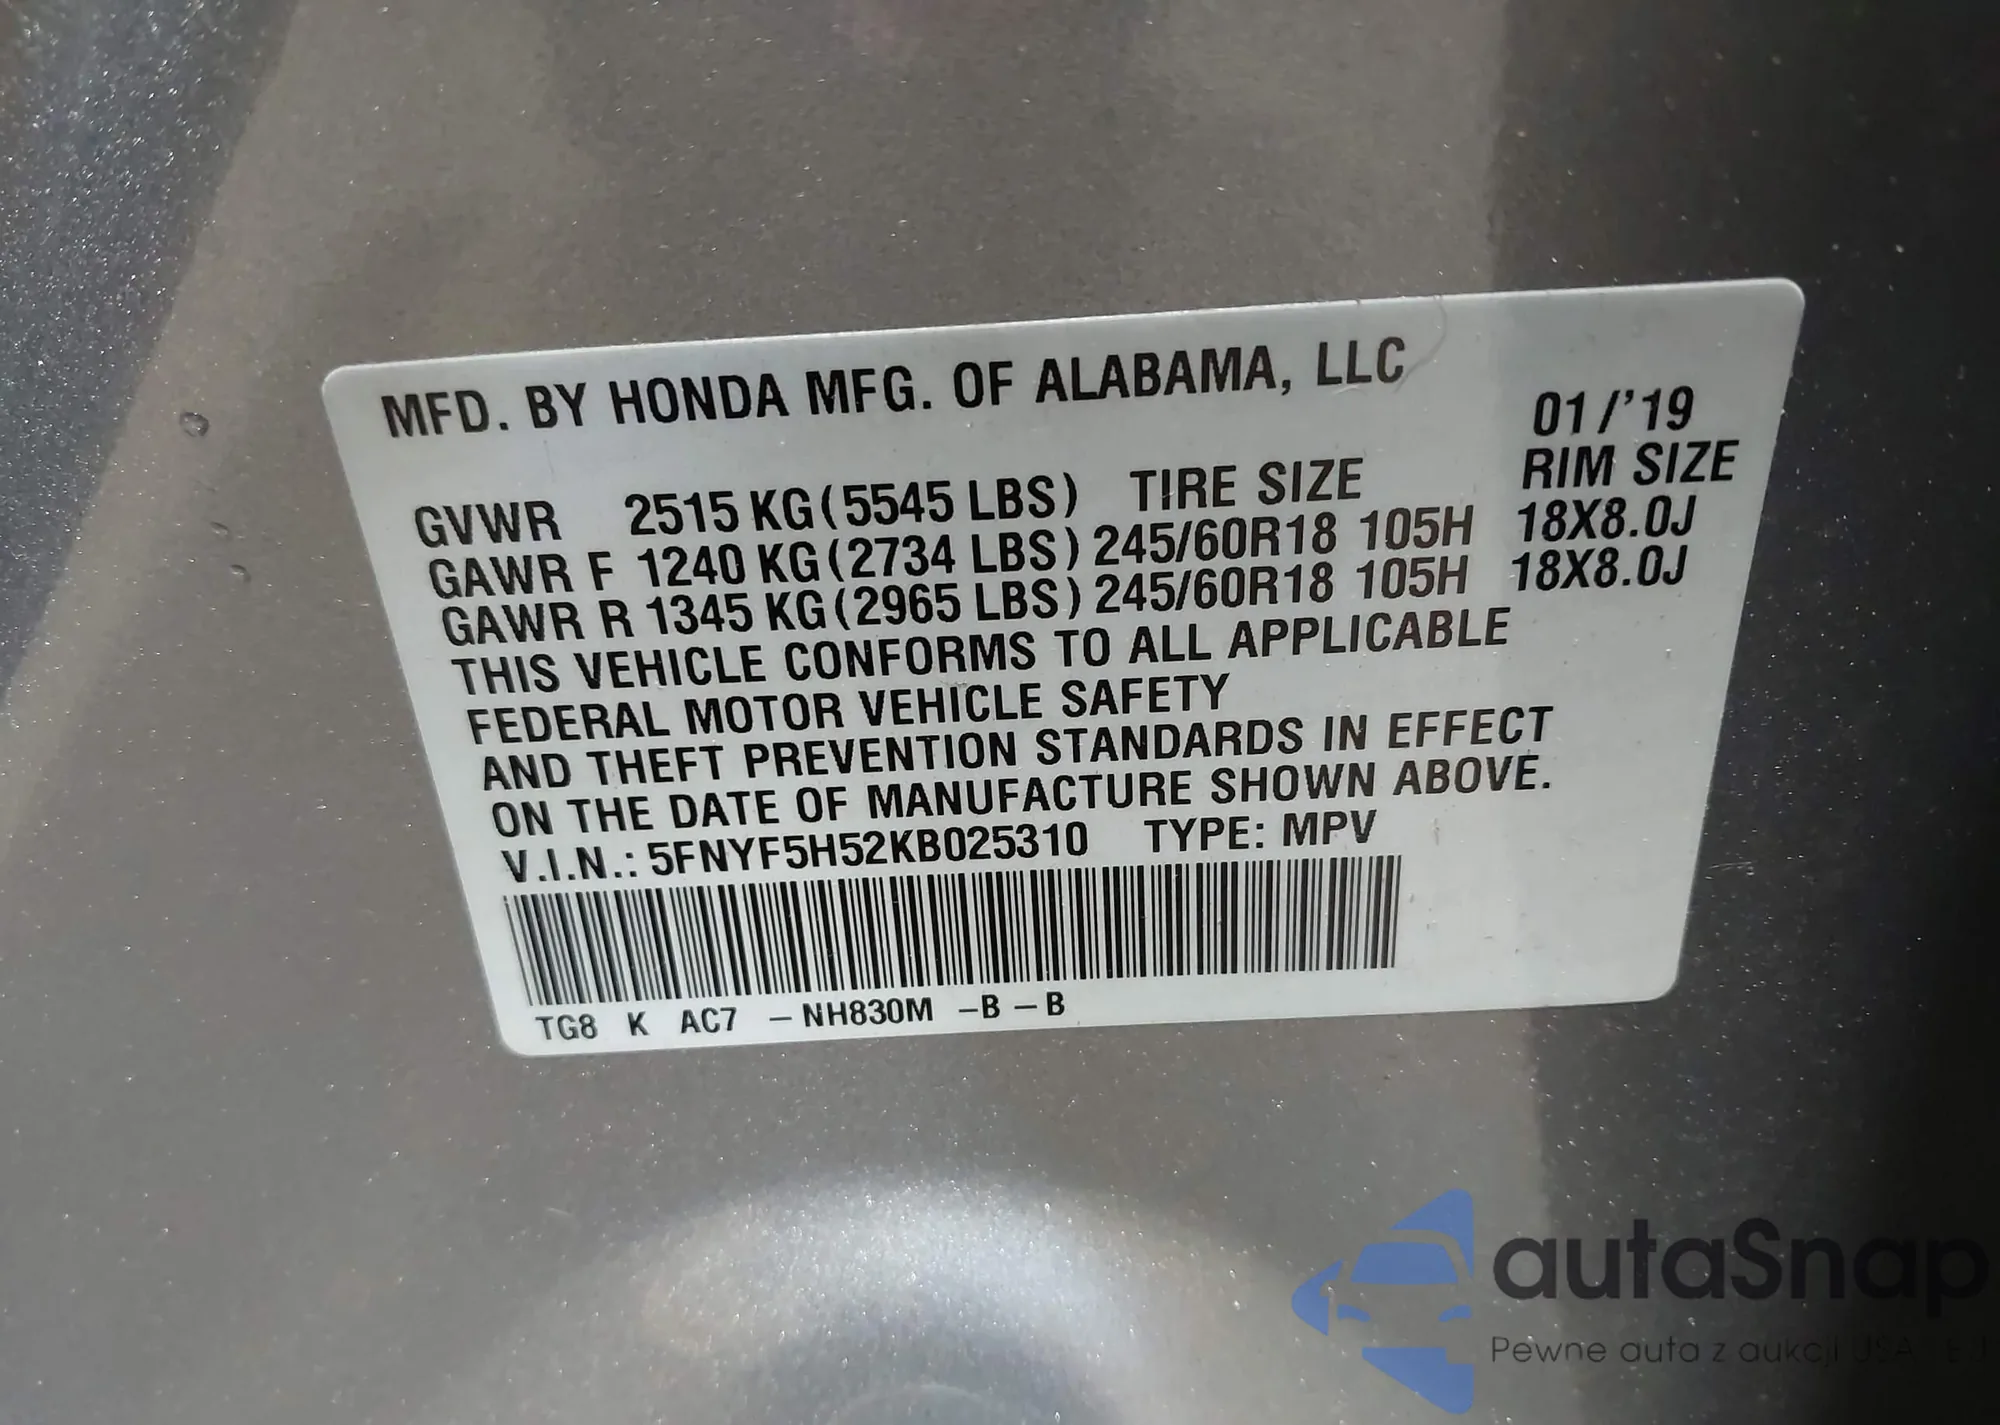 MFD. BY HONDA MFG. OF ALABAMA, LLC
01/'19
GVWR 2515 KG (5545 LBS) TIRE SIZE RIM SIZE
GAWR F 1240 KG (2734 LBS) 245/60R18 105H 18X8.0J
GAWR R 1345 KG (2965 LBS) 245/60R18 105H 18X8.0J
THIS VEHICLE CONFORMS TO ALL APPLICABLE
FEDERAL MOTOR VEHICLE SAFETY
AND THEFT PREVENTION STANDARDS IN EFFECT
ON THE DATE OF MANUFACTURE SHOWN ABOVE.
V.I.N.: 5FNYF5H52KB025310 TYPE: MPV
TG8 K AC7 – NH830M – B – B
autaSnap
Pewne auta z aukcji USA